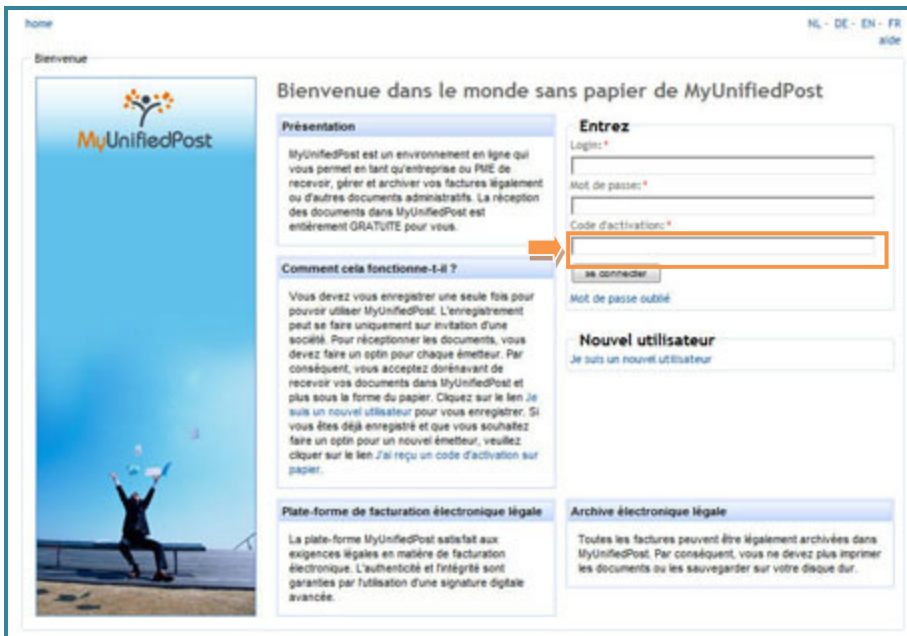 home
NL - DE - EN - FR
aide
Bienvenue
MyUnifiedPost
Bienvenue dans le monde sans papier de MyUnifiedPost
Présentation
MyUnifiedPost est un environnement en ligne qui
vous permet en tant qu'entreprise ou PME de
recevoir, gérer et archiver vos factures légalement
ou d'autres documents administratifs. La réception
des documents dans MyUnifiedPost est
entièrement GRATUITE pour vous.
Comment cela fonctionne-t-il ?
Vous devez vous enregistrer une seule fois pour
pouvoir utiliser MyUnifiedPost. L'enregistrement
peut se faire uniquement sur invitation d'une
société. Pour réceptionner les documents, vous
devez faire un optin pour chaque émetteur. Par
conséquent, vous acceptez dorénavant de
recevoir vos documents dans MyUnifiedPost et
plus sous la forme du papier. Cliquez sur le lien Je
suis un nouvel utilisateur pour vous enregistrer. Si
vous êtes déjà enregistré et que vous souhaitez
faire un optin pour un nouvel émetteur, veuillez
cliquer sur le lien J'ai reçu un code d'activation sur
papier.
Entrez
Login: *
Mot de passe: *
Code d'activation: *
se connecter
Mot de passe oublié
Nouvel utilisateur
Je suis un nouvel utilisateur
Plate-forme de facturation électronique légale
La plate-forme MyUnifiedPost satisfait aux
exigences légales en matière de facturation
électronique. L'authenticité et l'intégrité sont
garanties par l'utilisation d'une signature digitale
avancée.
Archive électronique légale
Toutes les factures peuvent être légalement archivées dans
MyUnifiedPost. Par conséquent, vous ne devez plus imprimer
les documents ou les sauvegarder sur votre disque dur.